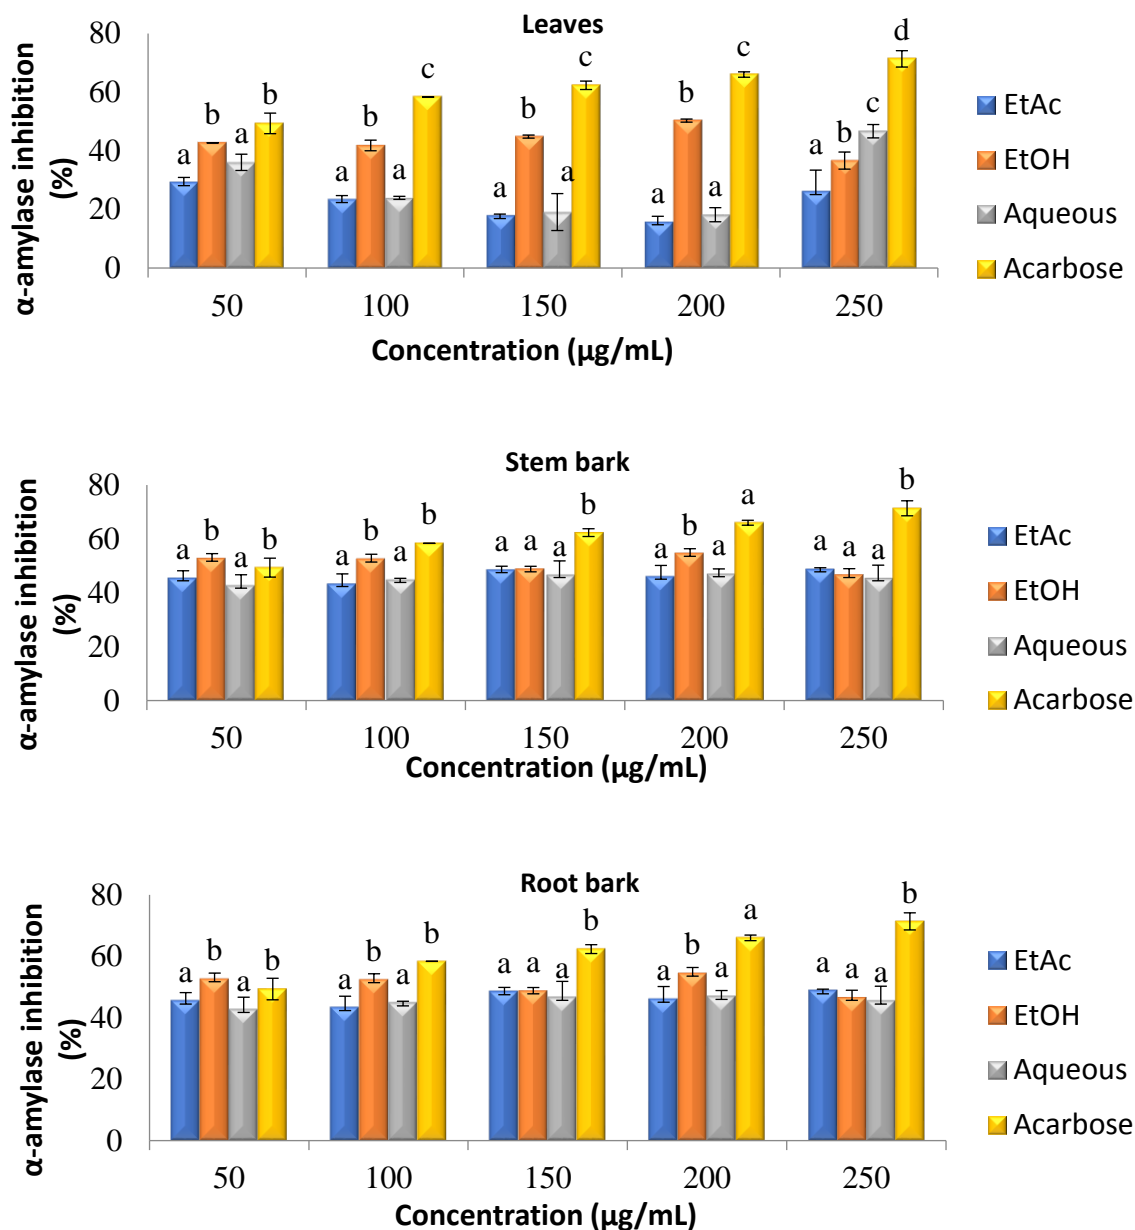 Leaves
α-amylase inhibition
(%)
80
60
40
20
0
a b a b
a b a c
a b a c
a b a c
a b c d
50 100 150 200 250
Concentration (µg/mL)
EtAc
EtOH
Aqueous
Acarbose
Stem bark
α-amylase inhibition
(%)
80
60
40
20
0
a b a b
a b a b
a a a b
a b a a
a a a b
50 100 150 200 250
Concentration (µg/mL)
EtAc
EtOH
Aqueous
Acarbose
Root bark
α-amylase inhibition
(%)
80
60
40
20
0
a b a b
a b a b
a a a b
a b a a
a a a b
50 100 150 200 250
Concentration (µg/mL)
EtAc
EtOH
Aqueous
Acarbose